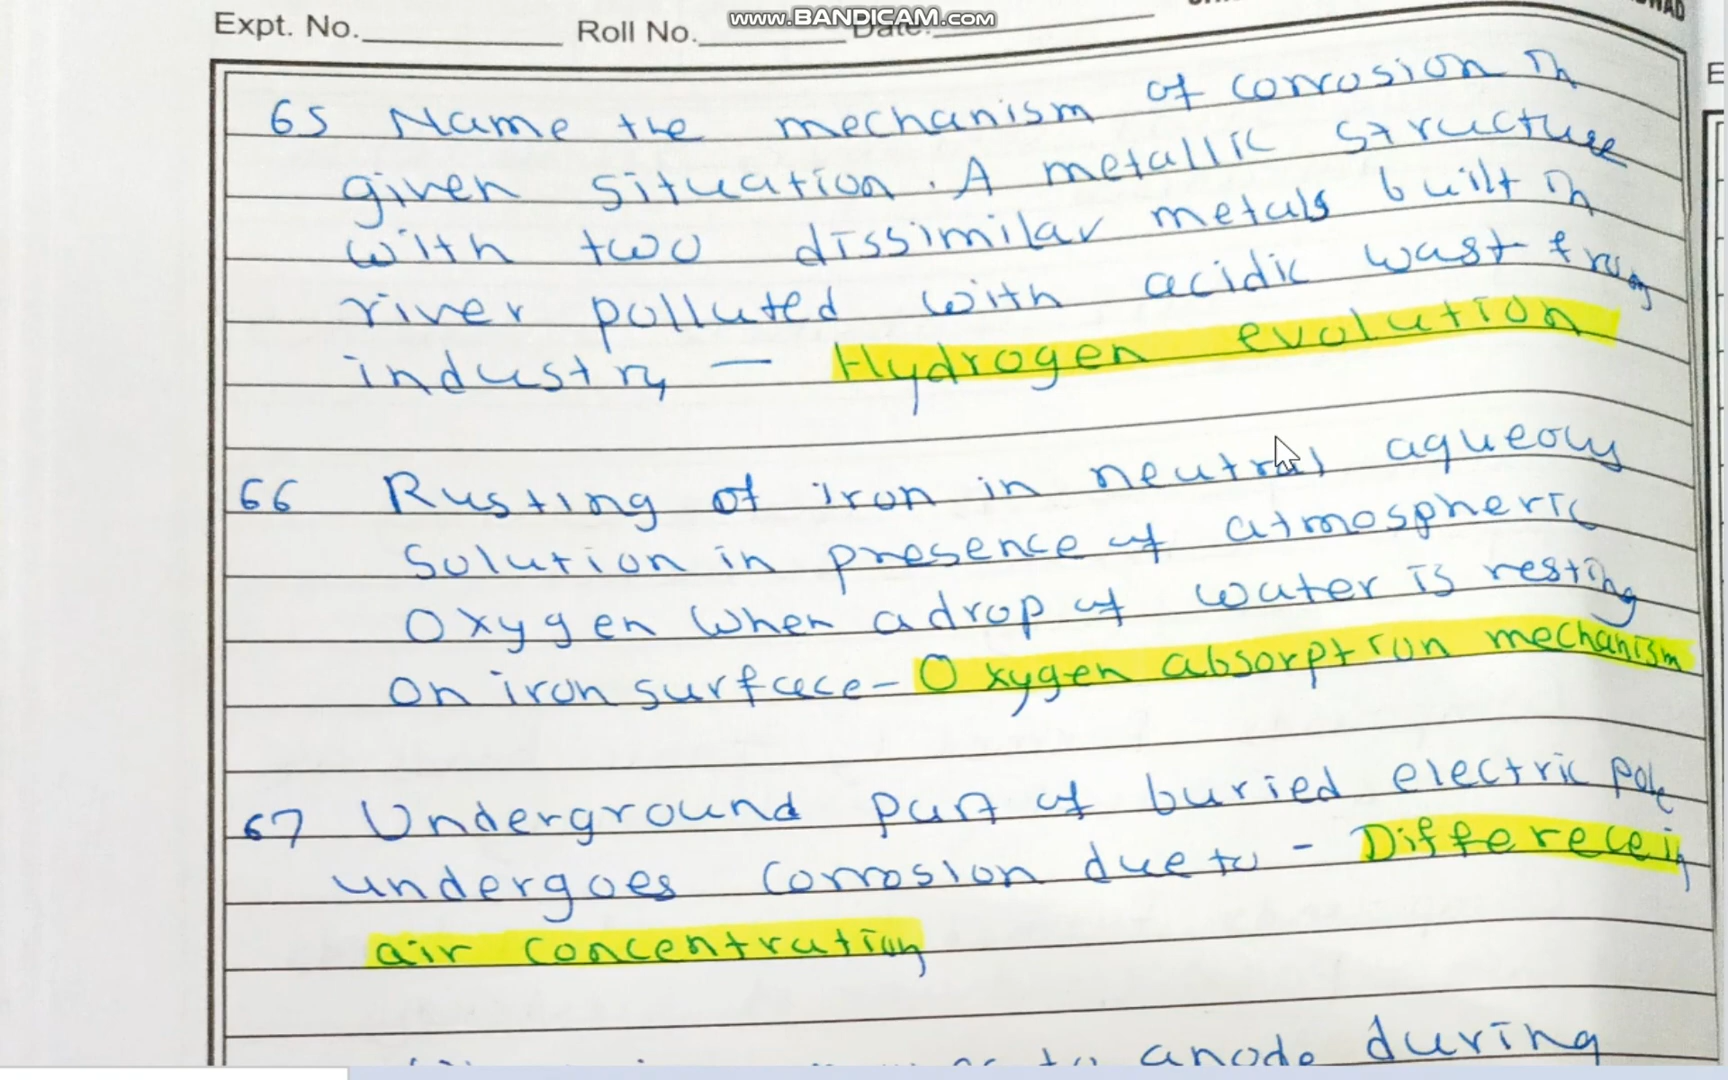 www.BANDICAM.com
Expt. No. Roll No. Date:
65 Name the mechanism of corrosion in
given situation. A metallic structure
with two dissimilar metals built in
river polluted with acidic wast from
industry — Hydrogen evolution
66 Rusting of iron in neutral aqueous
solution in presence of atmospheric
Oxygen when a drop of water is resting
on iron surface - Oxygen absorption mechanism
67 Underground part of buried electric pole
undergoes corrosion due to - Differece in
air concentration
to anode during